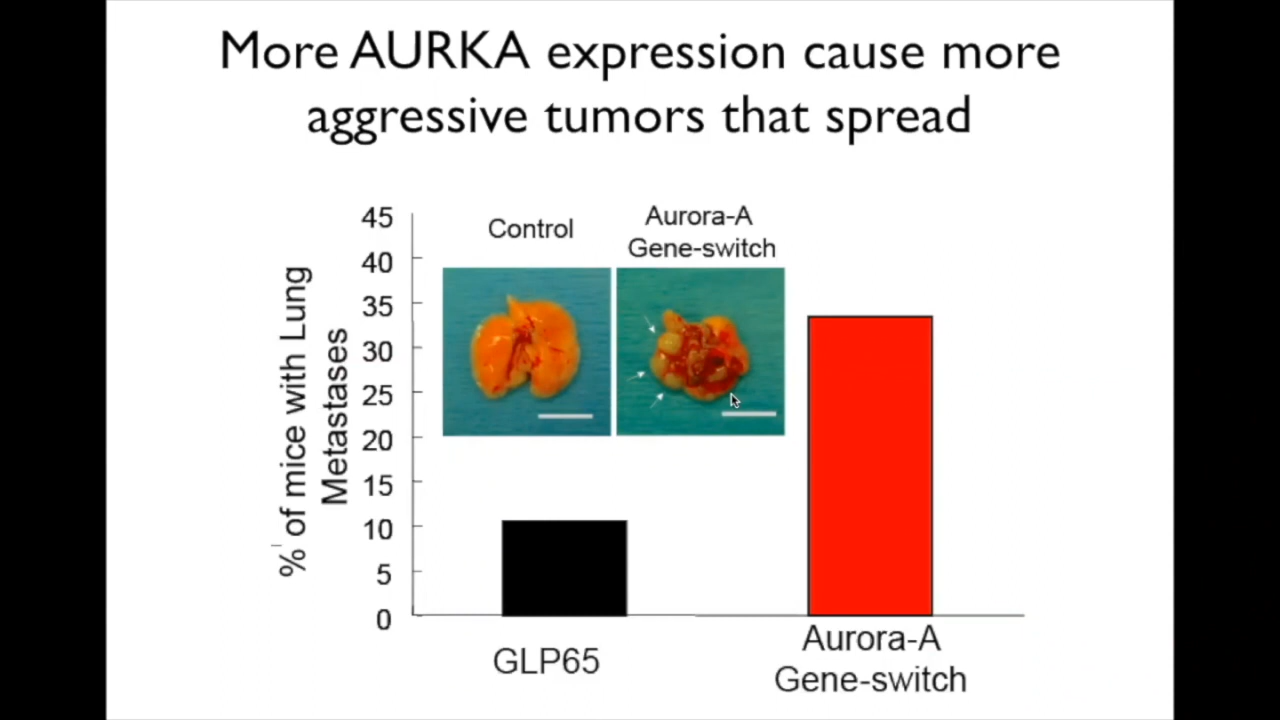 More AURKA expression cause more
aggressive tumors that spread
% of mice with Lung
Metastases
45
40
35
30
25
20
15
10
5
0
Control
Aurora-A
Gene-switch
GLP65
Aurora-A
Gene-switch